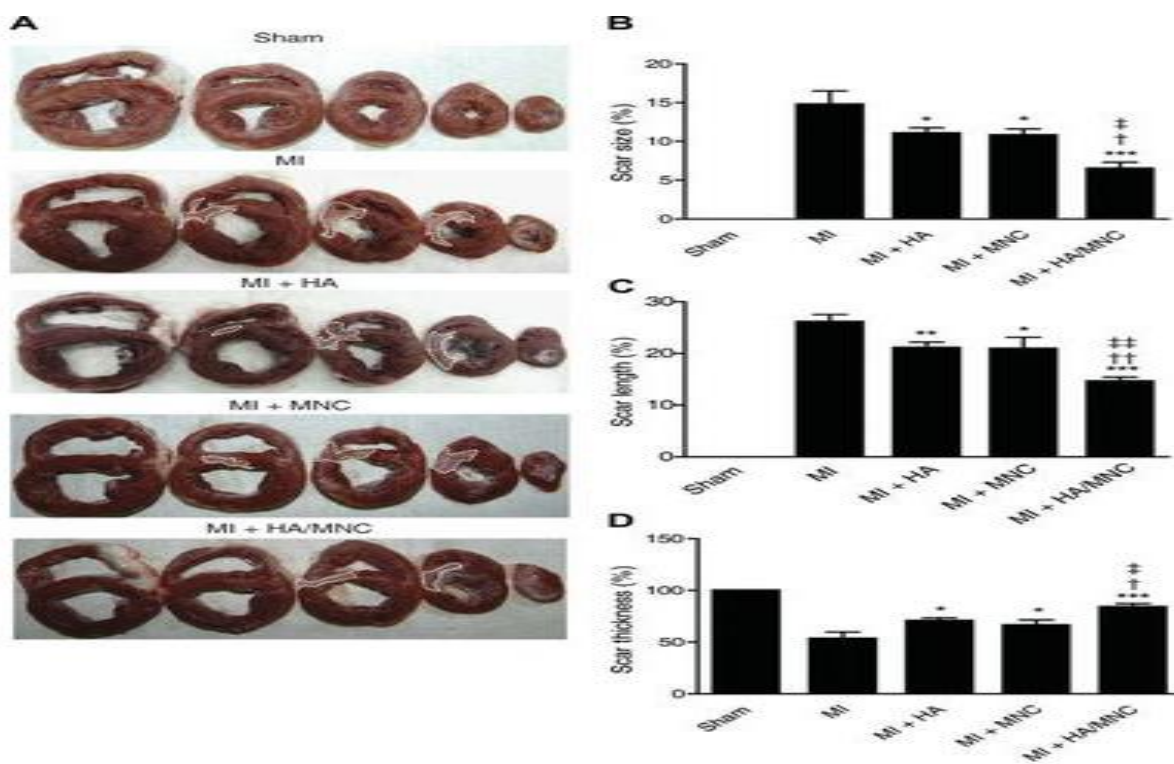 A
Sham
MI
MI + HA
MI + MNC
MI + HA/MNC
B
Scar size (%)
20
15
10
5
0
*
*
‡
†
***
Sham
MI
MI + HA
MI + MNC
MI + HA/MNC
C
Scar length (%)
30
20
10
0
**
*
‡‡
††
***
Sham
MI
MI + HA
MI + MNC
MI + HA/MNC
D
Scar thickness (%)
150
100
50
0
*
*
‡
†
***
Sham
MI
MI + HA
MI + MNC
MI + HA/MNC